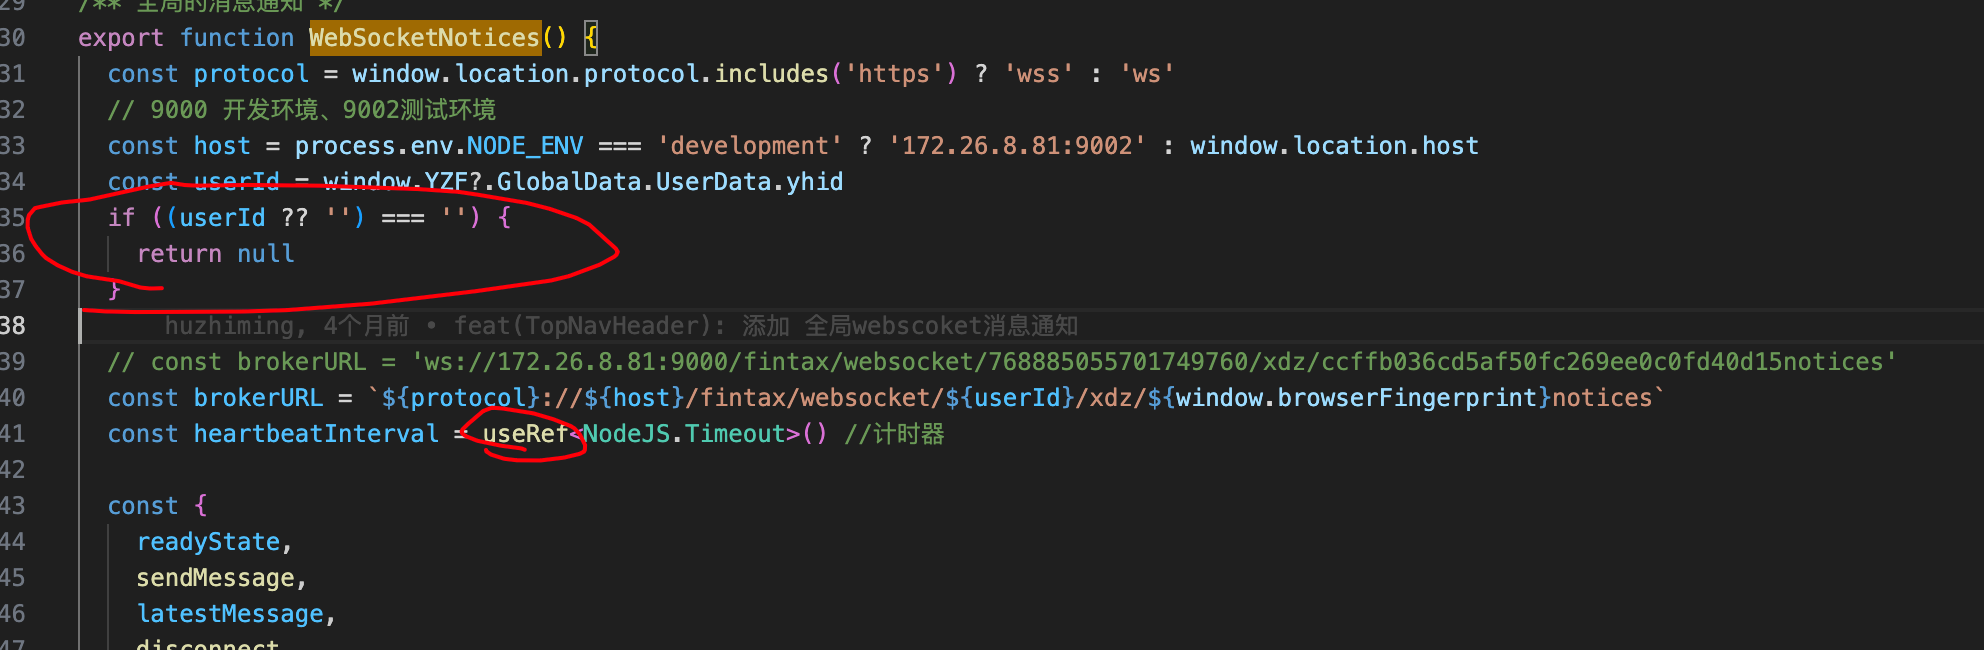 29 /** 全局的消息通知 */
30 export function WebSocketNotices() {
31 const protocol = window.location.protocol.includes('https') ? 'wss' : 'ws'
32 // 9000 开发环境、9002测试环境
33 const host = process.env.NODE_ENV === 'development' ? '172.26.8.81:9002' : window.location.host
34 const userId = window.YZF?.GlobalData.UserData.yhid
35 if ((userId ?? '') === '') {
36 return null
37 }
38 huzhiming, 4个月前 • feat(TopNavHeader): 添加 全局webscoket消息通知
39 // const brokerURL = 'ws://172.26.8.81:9000/fintax/websocket/768885055701749760/xdz/ccffb036cd5af50fc269ee0c0fd40d15notices'
40 const brokerURL = `${protocol}://${host}/fintax/websocket/${userId}/xdz/${window.browserFingerprint}notices`
41 const heartbeatInterval = useRef<NodeJS.Timeout>() //计时器
42
43 const {
44 readyState,
45 sendMessage,
46 latestMessage,
47 disconnect